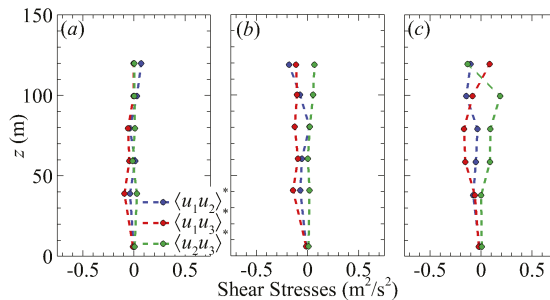 (a) (b) (c)
150
100
50
0
z (m)
⟨u₁u₂⟩*
⟨u₁u₃⟩*
⟨u₂u₃⟩*
-0.5 0 0.5 -0.5 0 0.5 -0.5 0 0.5
Shear Stresses (m²/s²)